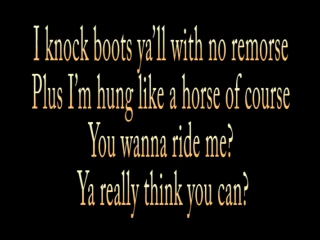 I knock boots ya'll with no remorse
Plus I'm hung like a horse of course
You wanna ride me?
Ya really think you can?